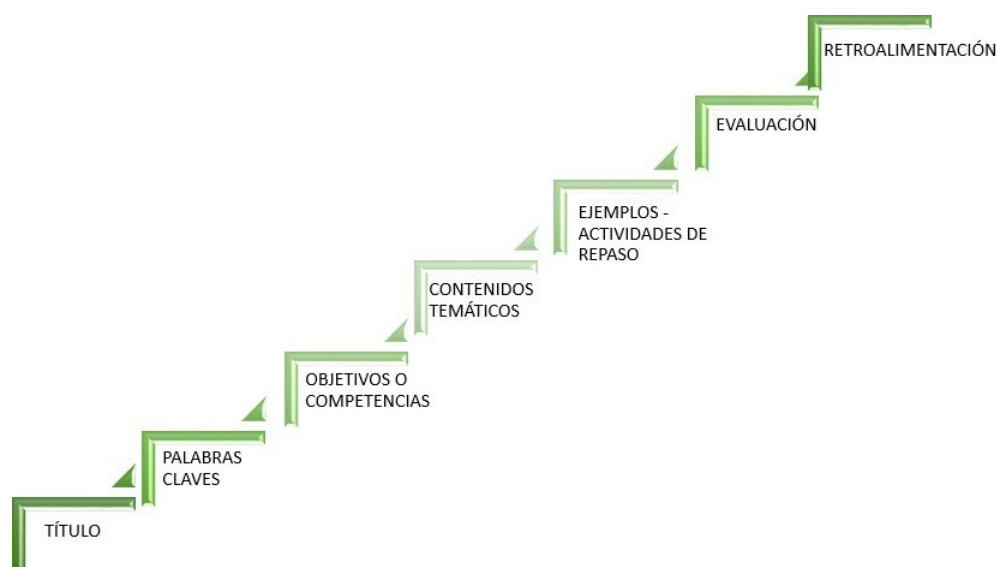 RETROALIMENTACIÓN
EVALUACIÓN
EJEMPLOS -
ACTIVIDADES DE
REPASO
CONTENIDOS
TEMÁTICOS
OBJETIVOS O
COMPETENCIAS
PALABRAS
CLAVES
TÍTULO